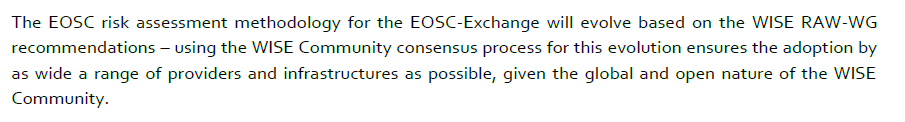 The EOSC risk assessment methodology for the EOSC-Exchange will evolve based on the WISE RAW-WG
recommendations – using the WISE Community consensus process for this evolution ensures the adoption by
as wide a range of providers and infrastructures as possible, given the global and open nature of the WISE
Community.